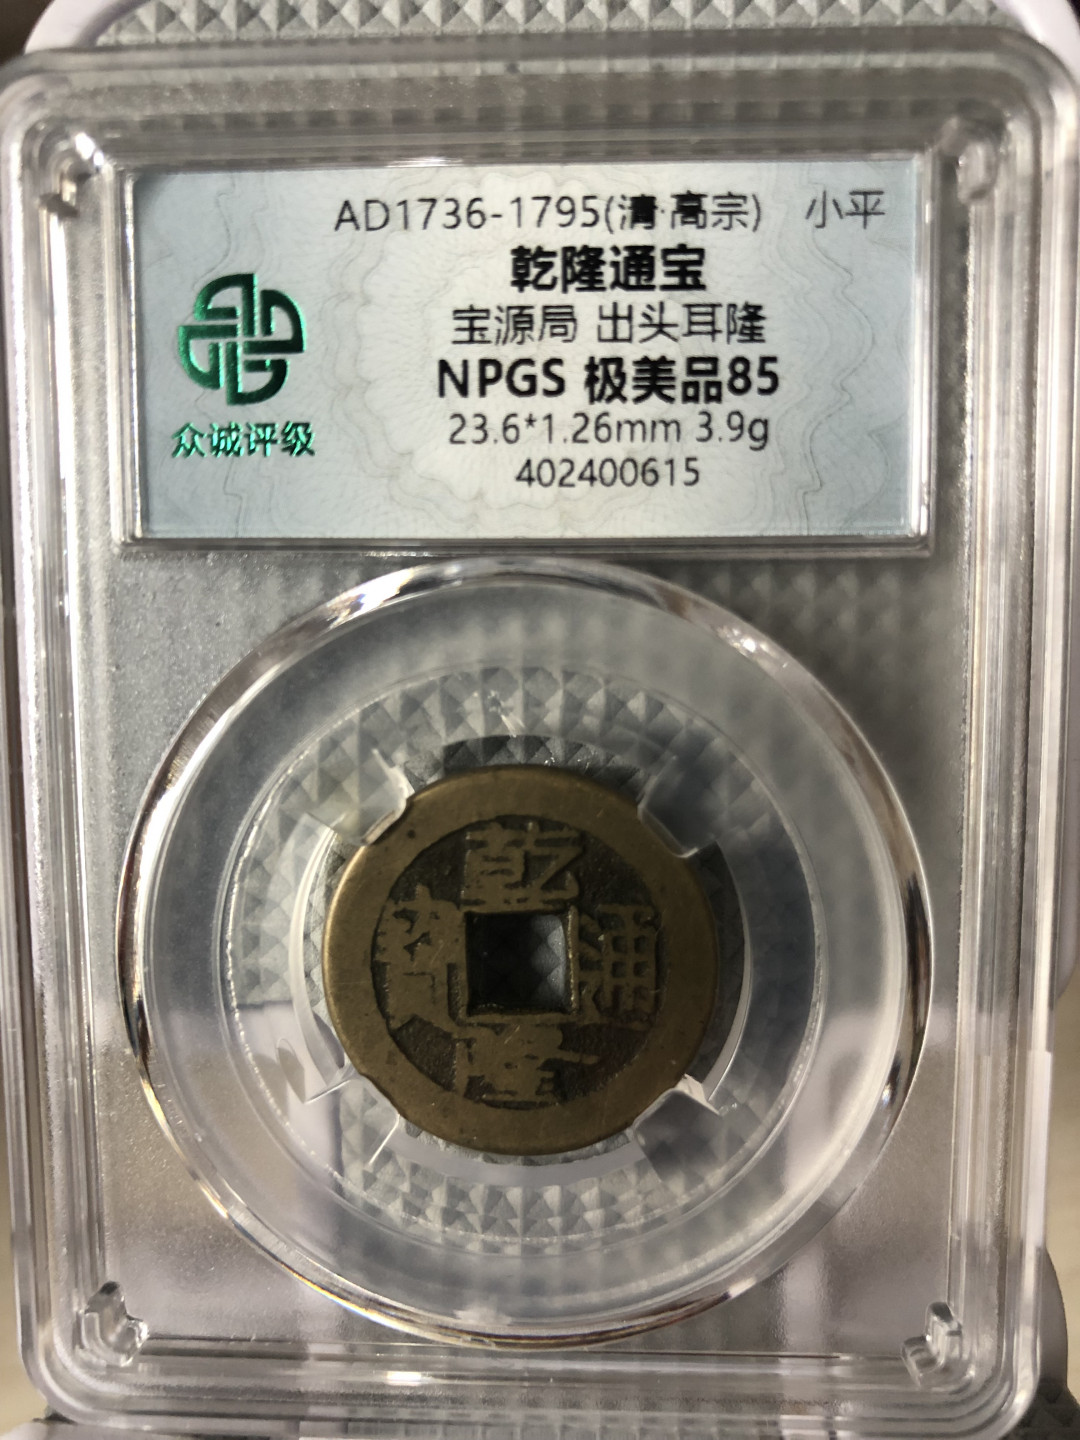 AD1736-1795(清·高宗) 小平
乾隆通宝
宝源局 出头耳隆
NPGS 极美品85
23.6*1.26mm 3.9g
402400615
众诚评级
乾
寶 通
隆